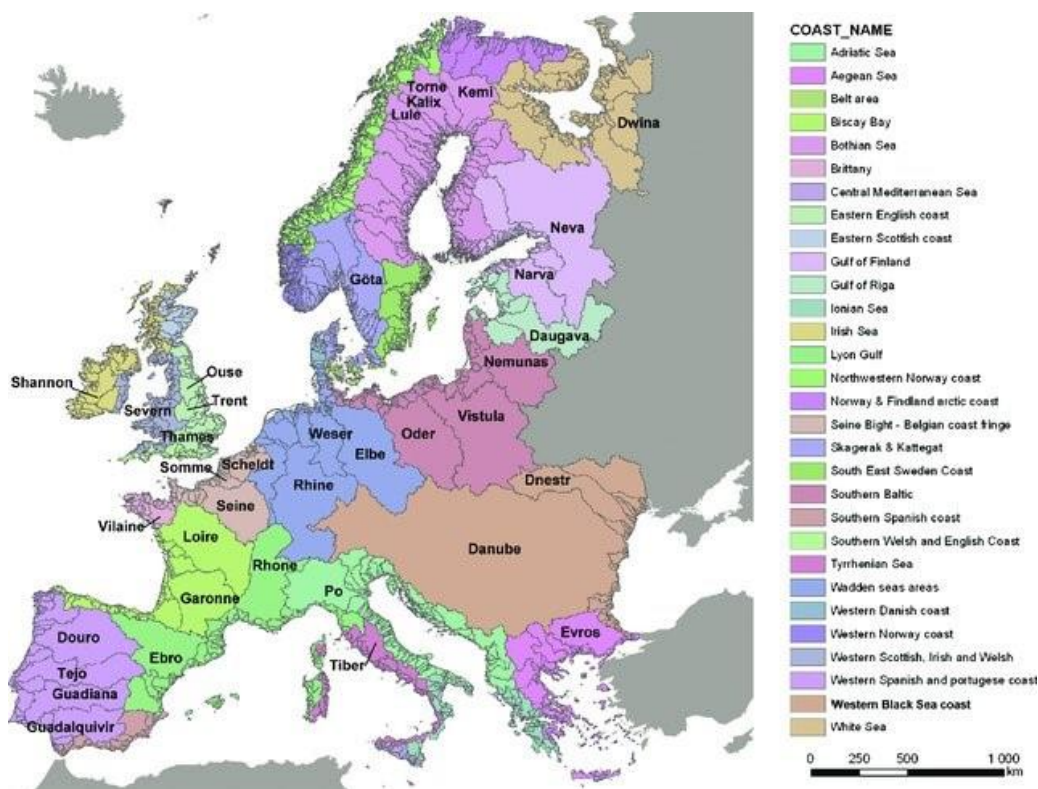 Torne
Kalix
Lule
Kemi
Dwina
Neva
Göta
Narva
Daugava
Nemunas
Shannon
Ouse
Trent
Severn
Thames
Somme
Scheldt
Weser
Elbe
Oder
Vistula
Rhine
Seine
Dnestr
Vilaine
Loire
Danube
Rhone
Garonne
Po
Douro
Evros
Ebro
Tiber
Tejo
Guadiana
Guadalquivir
COAST_NAME
Adriatic Sea
Aegean Sea
Belt area
Biscay Bay
Bothian Sea
Brittany
Central Mediterranean Sea
Eastern English coast
Eastern Scottish coast
Gulf of Finland
Gulf of Riga
Ionian Sea
Irish Sea
Lyon Gulf
Northwestern Norway coast
Norway & Findland arctic coast
Seine Bight - Belgian coast fringe
Skagerak & Kattegat
South East Sweden Coast
Southern Baltic
Southern Spanish coast
Southern Welsh and English Coast
Tyrrhenian Sea
Wadden seas areas
Western Danish coast
Western Norway coast
Western Scottish, Irish and Welsh
Western Spanish and portugese coast
Western Black Sea coast
White Sea
0 250 500 1 000
km